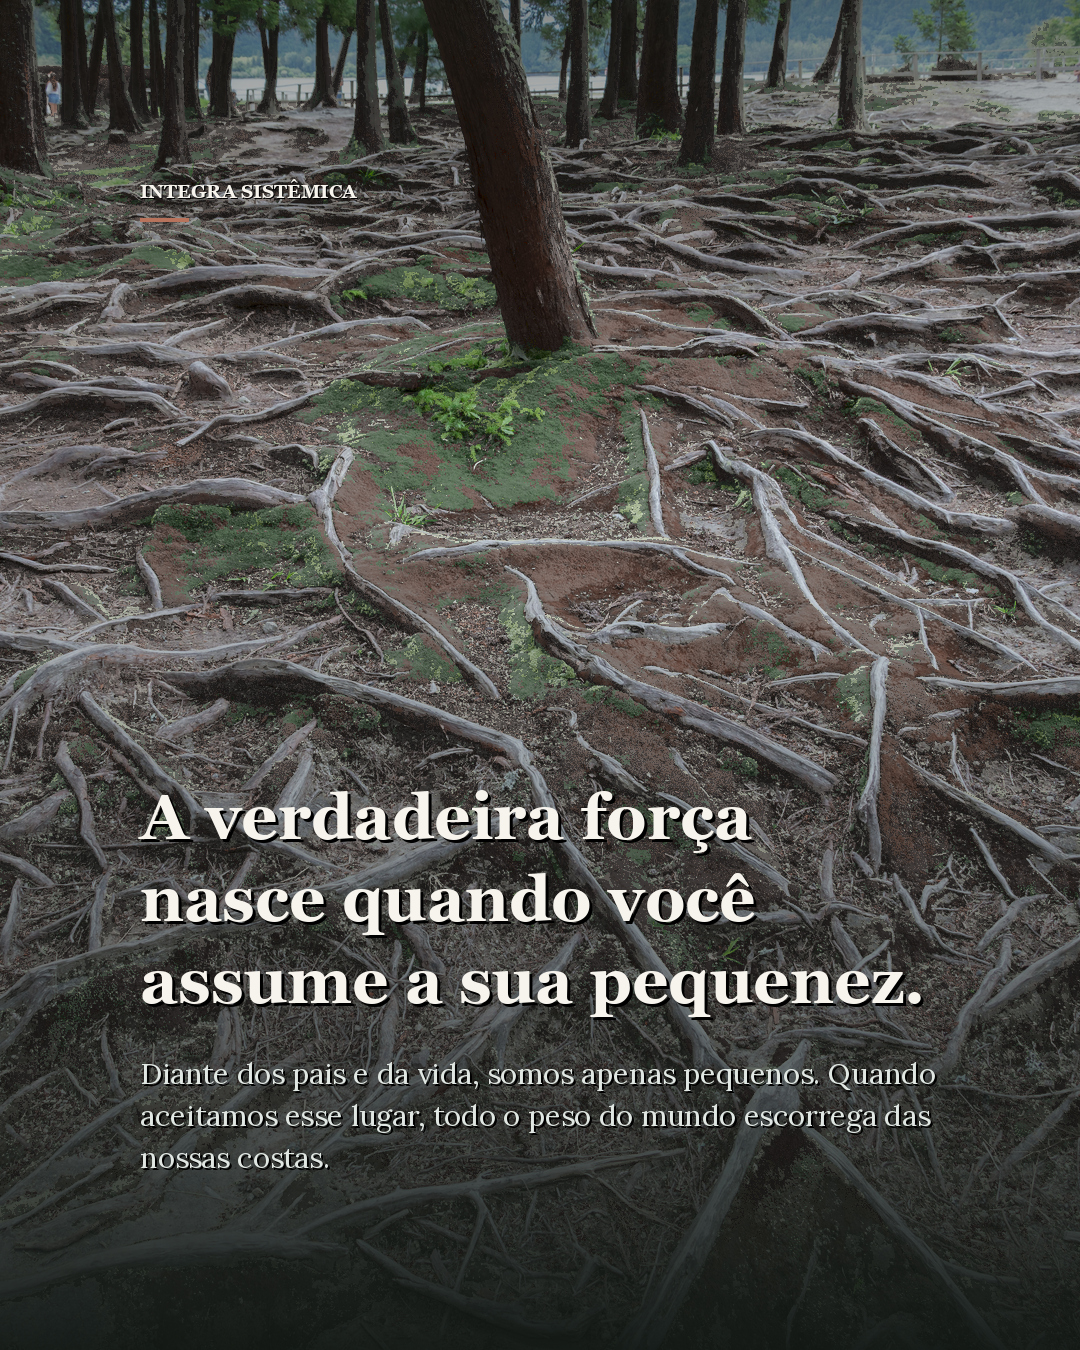 INTEGRA SISTÊMICA
A verdadeira força
nasce quando você
assume a sua pequenez.
Diante dos pais e da vida, somos apenas pequenos. Quando
aceitamos esse lugar, todo o peso do mundo escorrega das
nossas costas.